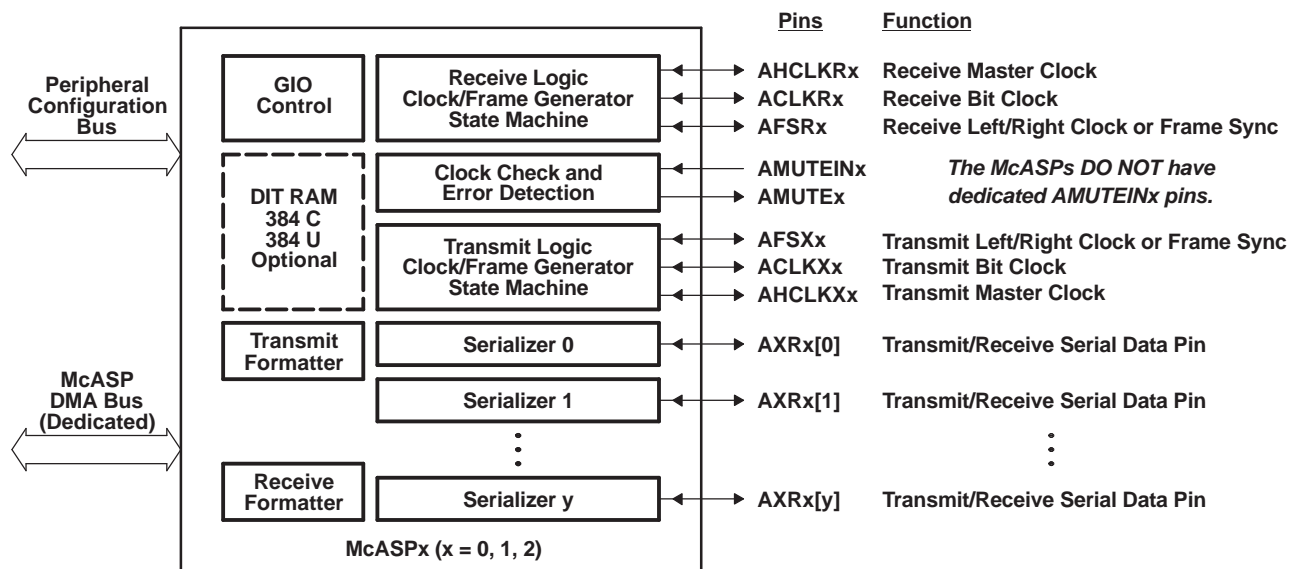 Pins Function
Peripheral
Configuration
Bus
GIO
Control
Receive Logic
Clock/Frame Generator
State Machine
AHCLKRx Receive Master Clock
ACLKRx Receive Bit Clock
AFSRx Receive Left/Right Clock or Frame Sync
DIT RAM
384 C
384 U
Optional
Clock Check and
Error Detection
AMUTEINx
AMUTEx
The McASPs DO NOT have
dedicated AMUTEINx pins.
Transmit Logic
Clock/Frame Generator
State Machine
AFSXx Transmit Left/Right Clock or Frame Sync
ACLKXx Transmit Bit Clock
AHCLKXx Transmit Master Clock
Transmit
Formatter
Serializer 0
AXRx[0] Transmit/Receive Serial Data Pin
McASP
DMA Bus
(Dedicated)
Serializer 1
AXRx[1] Transmit/Receive Serial Data Pin
Receive
Formatter
Serializer y
AXRx[y] Transmit/Receive Serial Data Pin
McASPx (x = 0, 1, 2)